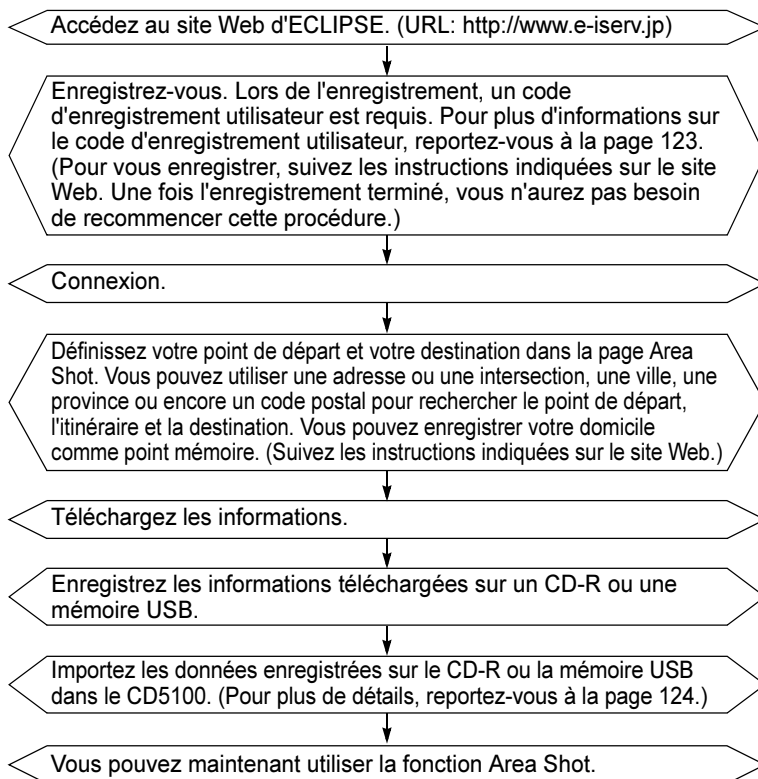 Accédez au site Web d'ECLIPSE. (URL: http://www.e-iserv.jp)
Enregistrez-vous. Lors de l'enregistrement, un code
d'enregistrement utilisateur est requis. Pour plus d'informations sur
le code d'enregistrement utilisateur, reportez-vous à la page 123.
(Pour vous enregistrer, suivez les instructions indiquées sur le site
Web. Une fois l'enregistrement terminé, vous n'aurez pas besoin
de recommencer cette procédure.)
Connexion.
Définissez votre point de départ et votre destination dans la page Area
Shot. Vous pouvez utiliser une adresse ou une intersection, une ville, une
province ou encore un code postal pour rechercher le point de départ,
l'itinéraire et la destination. Vous pouvez enregistrer votre domicile
comme point mémoire. (Suivez les instructions indiquées sur le site Web.)
Téléchargez les informations.
Enregistrez les informations téléchargées sur un CD-R ou une
mémoire USB.
Importez les données enregistrées sur le CD-R ou la mémoire USB
dans le CD5100. (Pour plus de détails, reportez-vous à la page 124.)
Vous pouvez maintenant utiliser la fonction Area Shot.